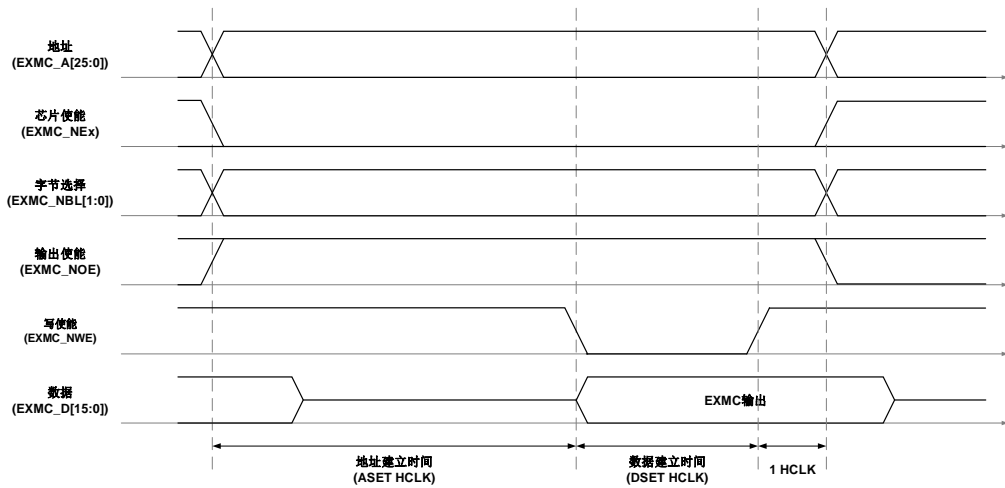 地址
(EXMC_A[25:0])
芯片使能
(EXMC_NEx)
字节选择
(EXMC_NBL[1:0])
输出使能
(EXMC_NOE)
写使能
(EXMC_NWE)
数据
(EXMC_D[15:0])
EXMC输出
地址建立时间
(ASET HCLK)
数据建立时间
(DSET HCLK)
1 HCLK